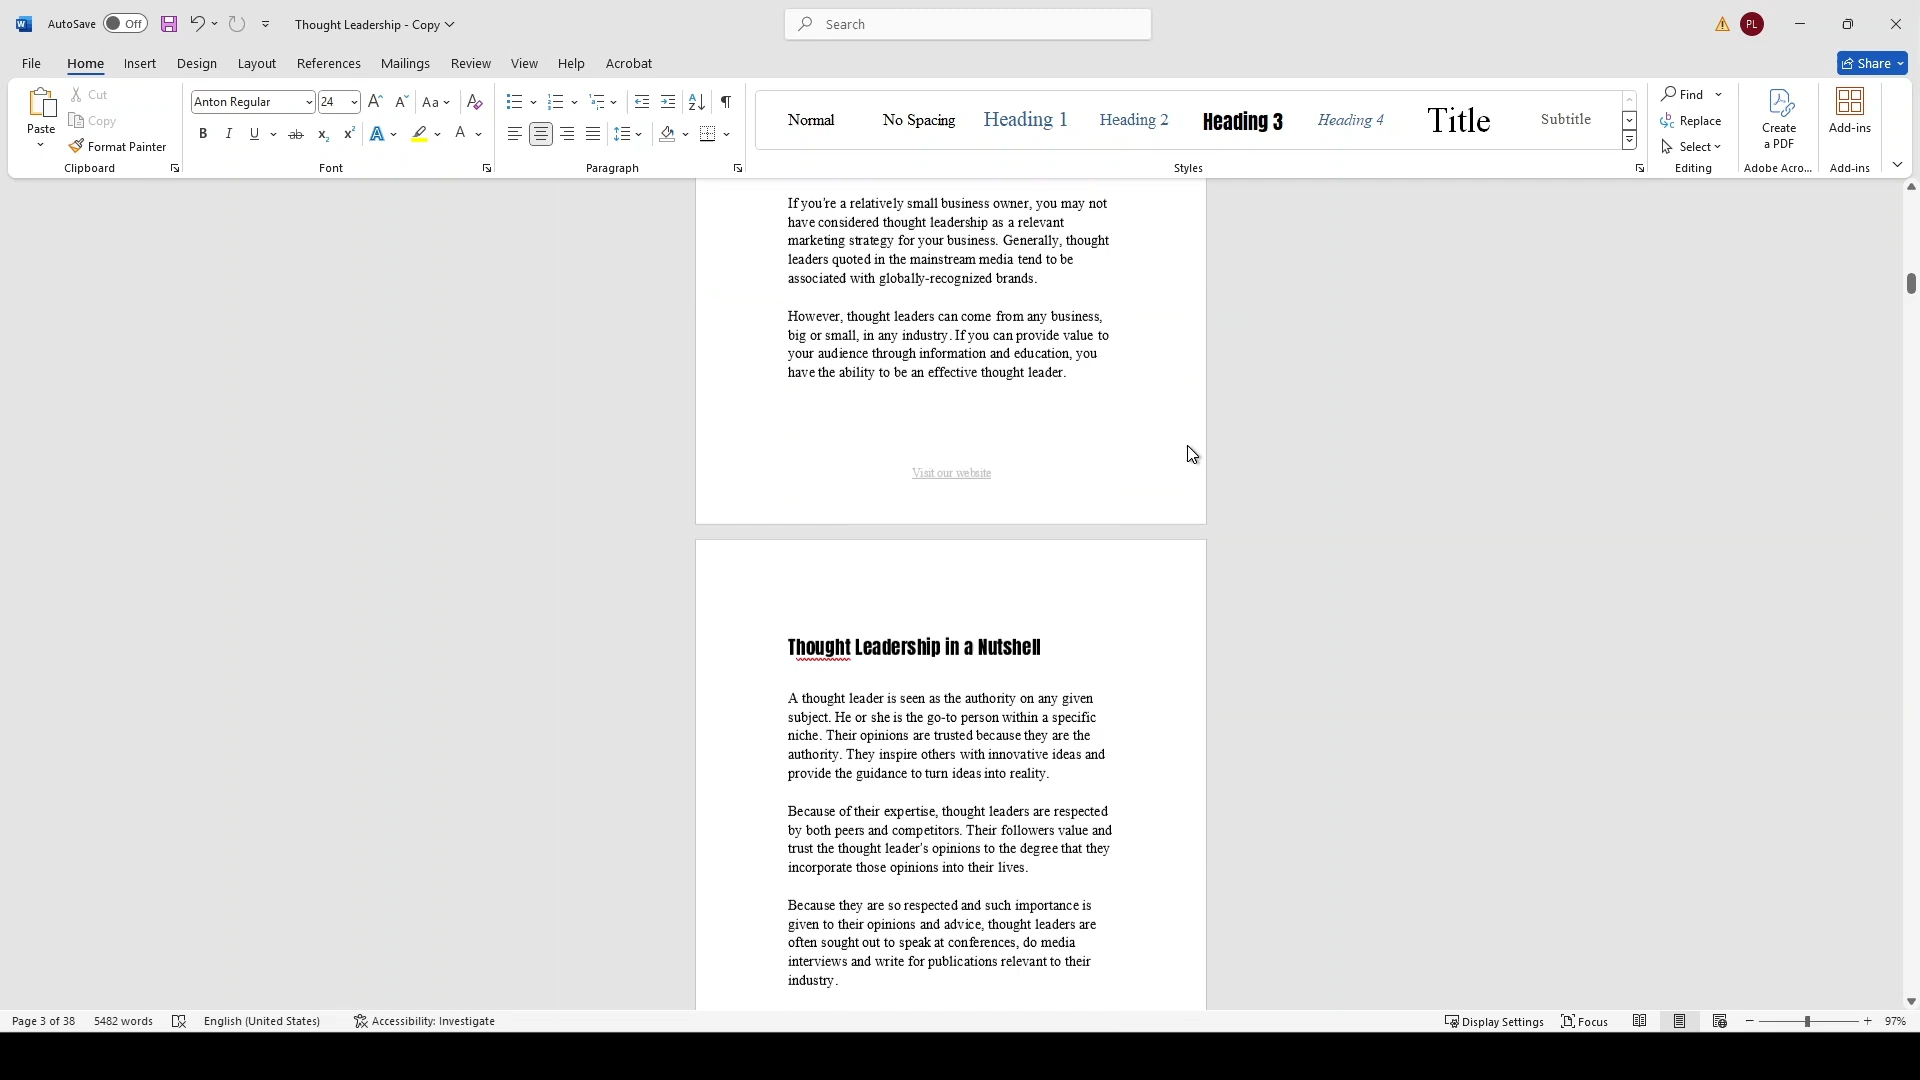 AutoSave Off Thought Leadership - Copy Search PL
File Home Insert Design Layout References Mailings Review View Help Acrobat Share
Paste Cut Copy Format Painter Clipboard
Anton Regular 24 Font
Paragraph
Normal No Spacing Heading 1 Heading 2 Heading 3 Heading 4 Title Subtitle Styles
Find Replace Select Editing
Create a PDF Adobe Acro...
Add-ins Add-ins
If you're a relatively small business owner, you may not
have considered thought leadership as a relevant
marketing strategy for your business. Generally, thought
leaders quoted in the mainstream media tend to be
associated with globally-recognized brands.
However, thought leaders can come from any business,
big or small, in any industry. If you can provide value to
your audience through information and education, you
have the ability to be an effective thought leader.
Visit our website
Thought Leadership in a Nutshell
A thought leader is seen as the authority on any given
subject. He or she is the go-to person within a specific
niche. Their opinions are trusted because they are the
authority. They inspire others with innovative ideas and
provide the guidance to turn ideas into reality.
Because of their expertise, thought leaders are respected
by both peers and competitors. Their followers value and
trust the thought leader's opinions to the degree that they
incorporate those opinions into their lives.
Because they are so respected and such importance is
given to their opinions and advice, thought leaders are
often sought out to speak at conferences, do media
interviews and write for publications relevant to their
industry.
Page 3 of 38 5482 words English (United States) Accessibility: Investigate Display Settings Focus 97%